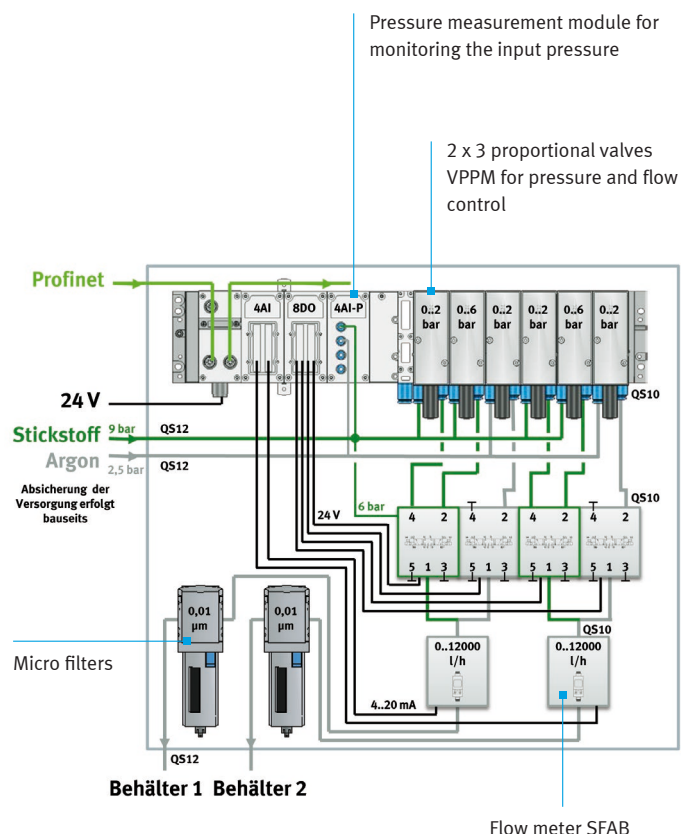 Pressure measurement module for
monitoring the input pressure
2 x 3 proportional valves
VPPM for pressure and flow
control
Profinet
4AI
8DO
4AI-P
0..2
bar
0..6
bar
0..2
bar
0..2
bar
0..6
bar
0..2
bar
24 V
QS10
Stickstoff 9 bar QS12
Argon 2,5 bar QS12
Absicherung der
Versorgung erfolgt
bauseits
6 bar
24 V
QS10
4 2
4 2
4 2
4 2
5 1 3
5 1 3
5 1 3
5 1 3
0,01
µm
0,01
µm
QS10
0..12000
l/h
0..12000
l/h
Micro filters
4..20 mA
QS12
Behälter 1 Behälter 2
Flow meter SFAB